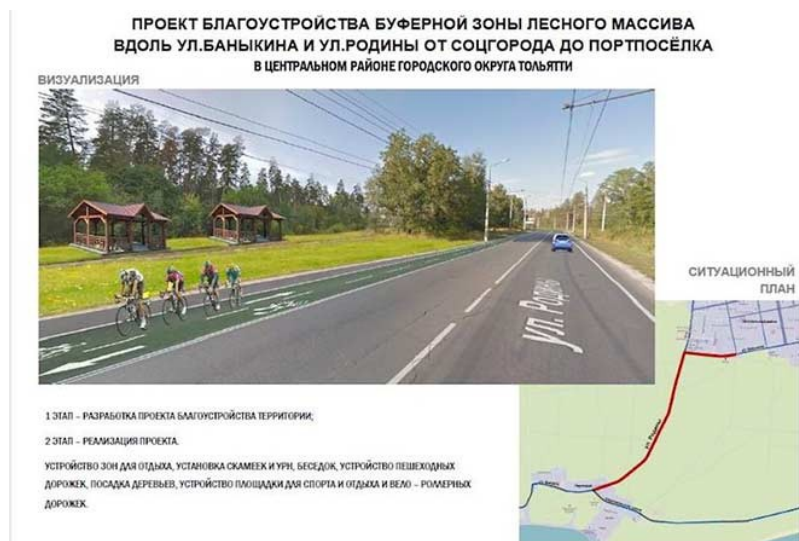 ПРОЕКТ БЛАГОУСТРОЙСТВА БУФЕРНОЙ ЗОНЫ ЛЕСНОГО МАССИВА
ВДОЛЬ УЛ.БАНЫКИНА И УЛ.РОДИНЫ ОТ СОЦГОРОДА ДО ПОРТПОСЁЛКА
В ЦЕНТРАЛЬНОМ РАЙОНЕ ГОРОДСКОГО ОКРУГА ТОЛЬЯТТИ
ВИЗУАЛИЗАЦИЯ
ул. Родины
СИТУАЦИОННЫЙ
ПЛАН
ул. Родины
1 ЭТАП – РАЗРАБОТКА ПРОЕКТА БЛАГОУСТРОЙСТВА ТЕРРИТОРИИ;
2 ЭТАП – РЕАЛИЗАЦИЯ ПРОЕКТА.
УСТРОЙСТВО ЗОН ДЛЯ ОТДЫХА, УСТАНОВКА СКАМЕЕК И УРН, БЕСЕДОК, УСТРОЙСТВО ПЕШЕХОДНЫХ
ДОРОЖЕК, ПОСАДКА ДЕРЕВЬЕВ, УСТРОЙСТВО ПЛОЩАДКИ ДЛЯ СПОРТА И ОТДЫХА И ВЕЛО – РОЛЛЕРНЫХ
ДОРОЖЕК.